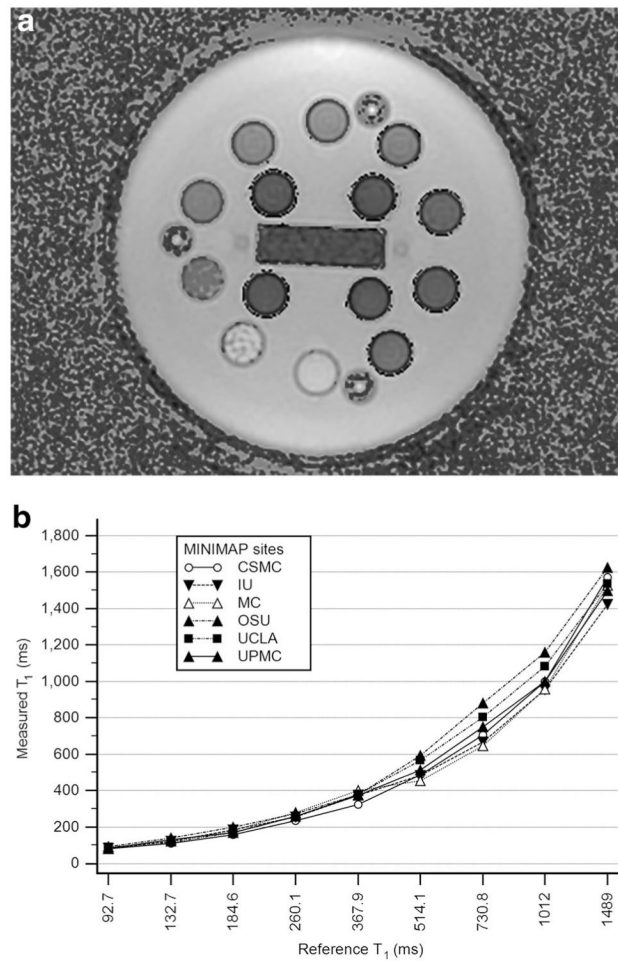 a
b
1,800
1,600
1,400
1,200
1,000
800
600
400
200
0
Measured T₁ (ms)
MINIMAP sites
CSMC
IU
MC
OSU
UCLA
UPMC
92.7
132.7
184.6
260.1
367.9
514.1
730.8
1012
1489
Reference T₁ (ms)